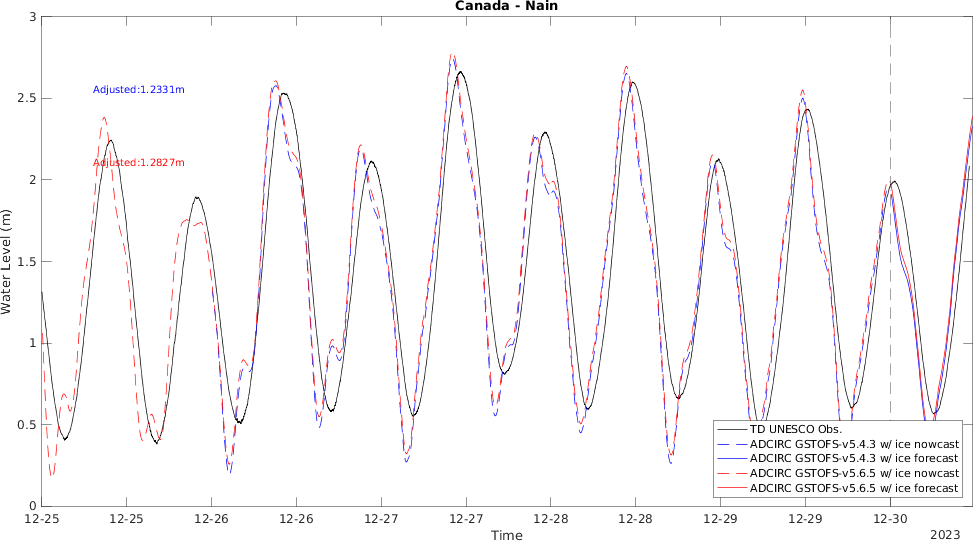 Canada - Nain
3
2.5
2
1.5
1
0.5
0
Water Level (m)
Adjusted:1.2331m
Adjusted:1.2827m
TD UNESCO Obs.
ADCIRC GSTOFS-v5.4.3 w/ ice nowcast
ADCIRC GSTOFS-v5.4.3 w/ ice forecast
ADCIRC GSTOFS-v5.6.5 w/ ice nowcast
ADCIRC GSTOFS-v5.6.5 w/ ice forecast
12-25 12-25 12-26 12-26 12-27 12-27 12-28 12-28 12-29 12-29 12-30
Time
2023